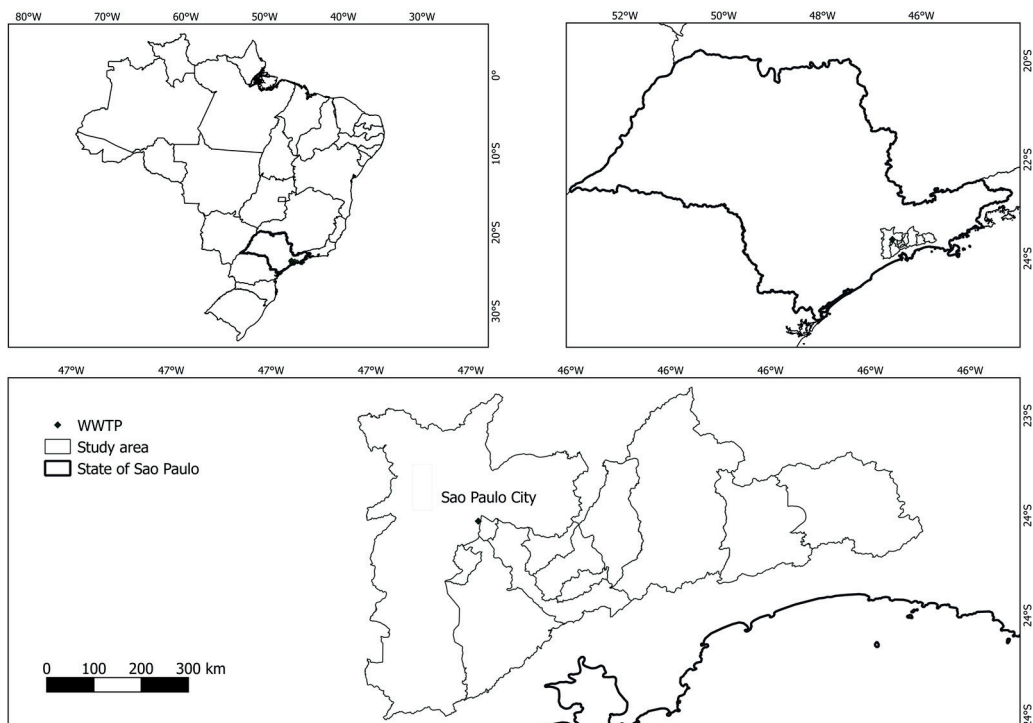 80°W 70°W 60°W 50°W 40°W 30°W
0°
10°S
20°S
30°S
52°W 50°W 48°W 46°W
20°S
22°S
24°S
47°W 47°W 47°W 47°W 47°W 46°W 46°W 46°W 46°W 46°W
23°S
24°S
24°S
24°S
WWTP
Study area
State of Sao Paulo
Sao Paulo City
0 100 200 300 km